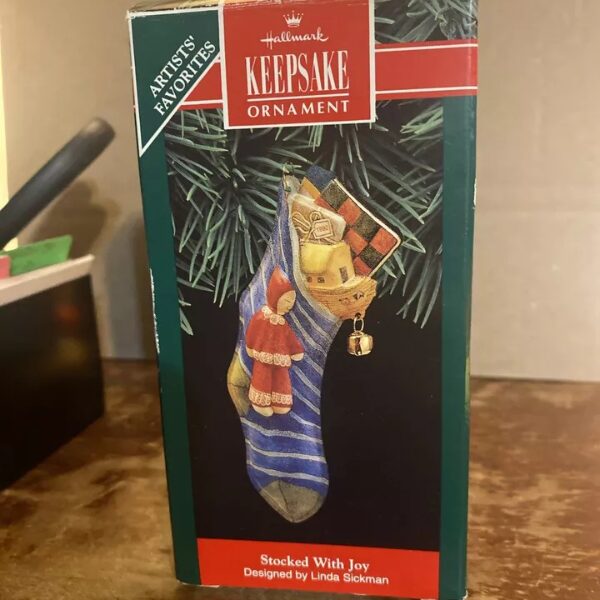 ARTISTS'
FAVORITES
Hallmark
KEEPSAKE
ORNAMENT
Stocked With Joy
Designed by Linda Sickman